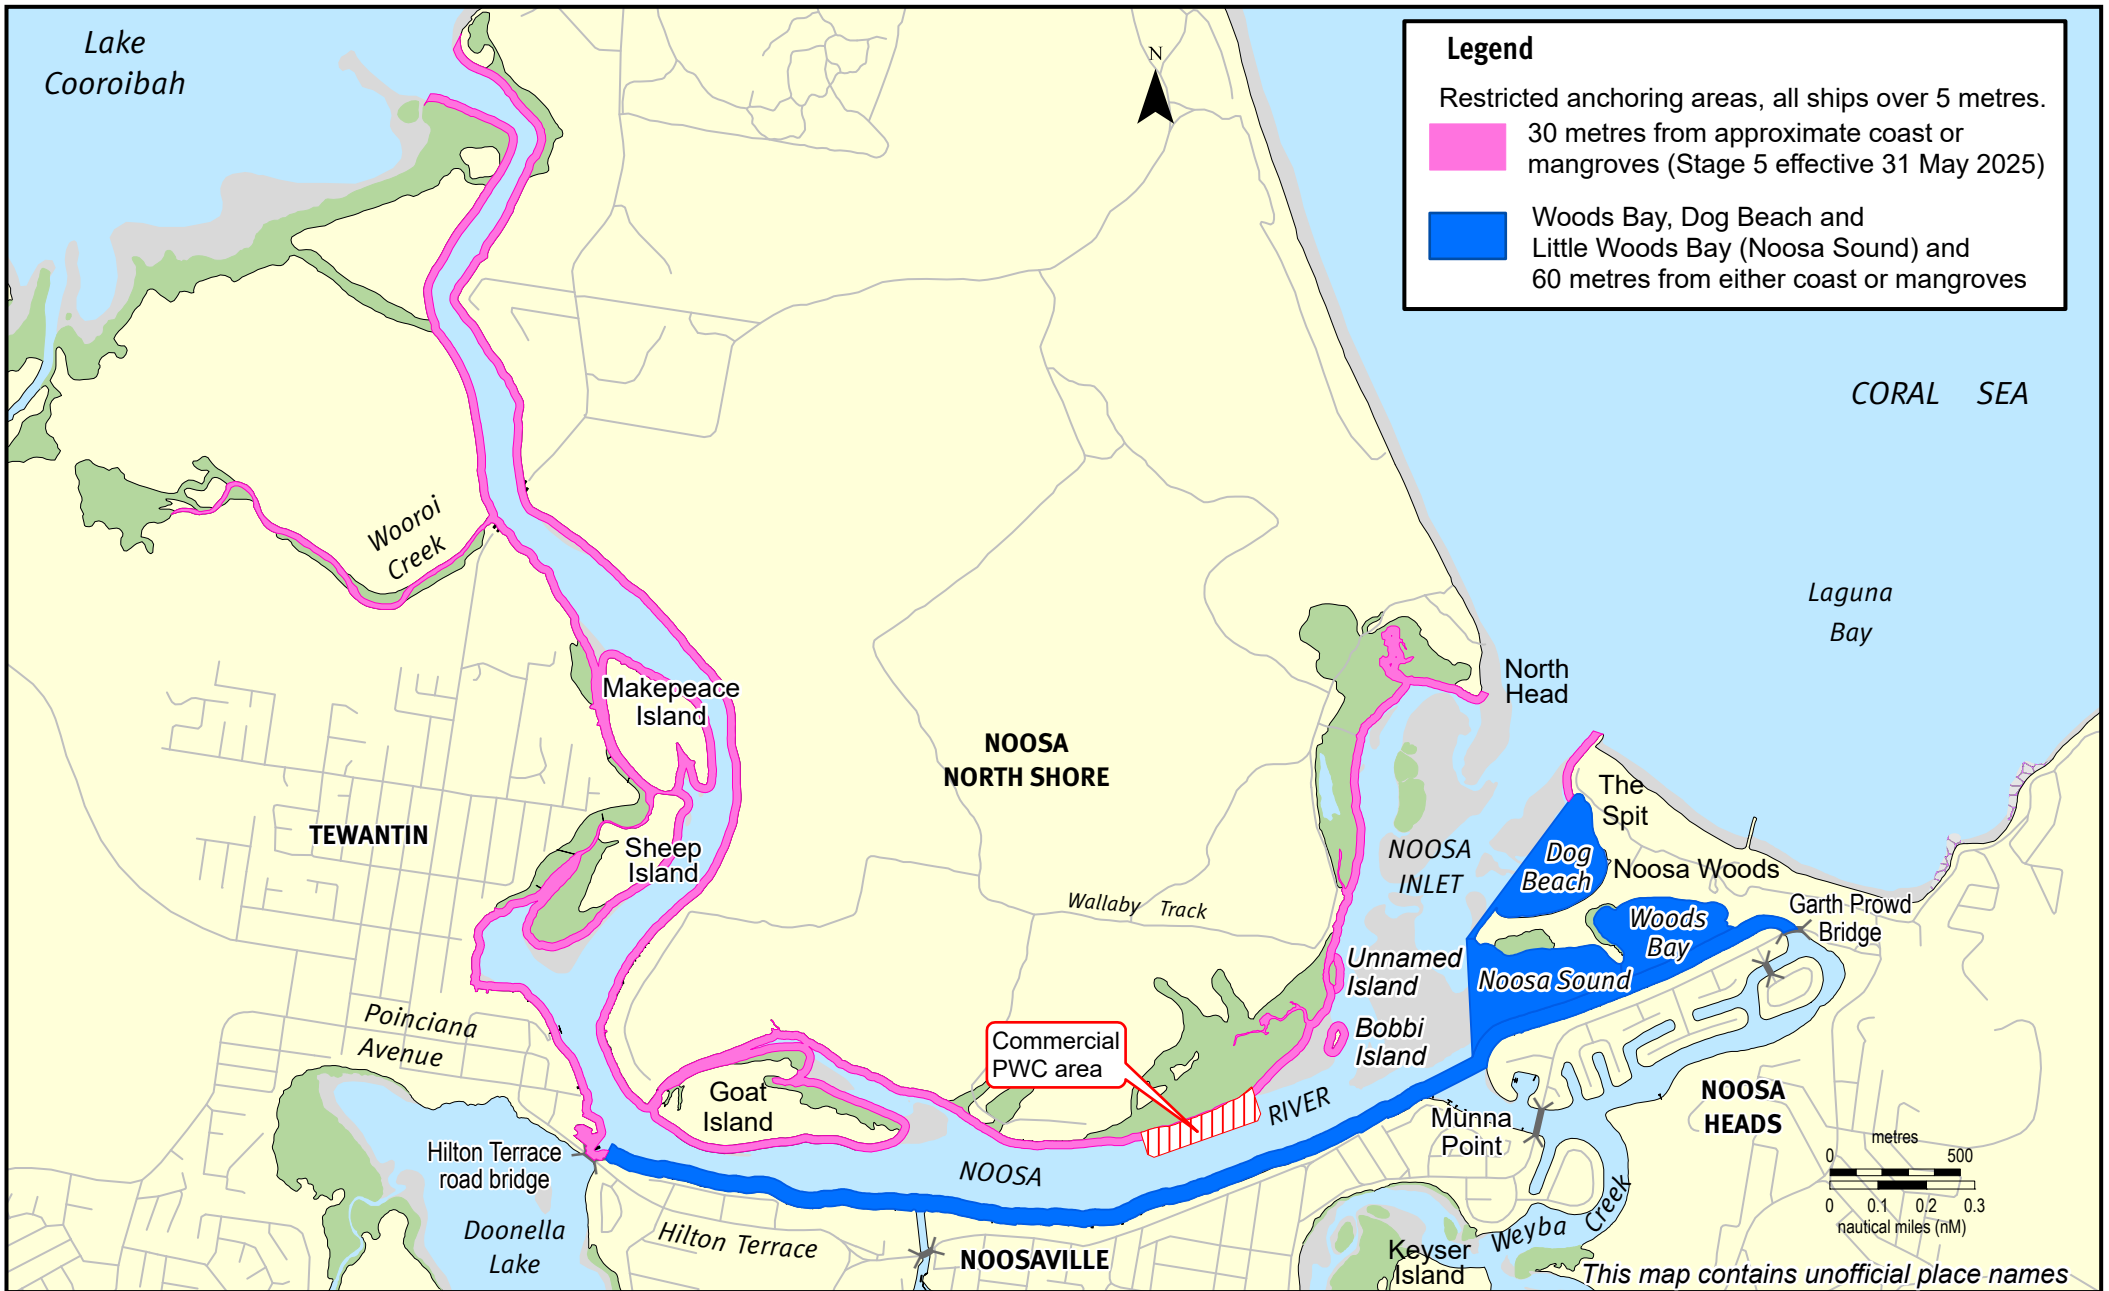 Lake
Cooroibah
N
Legend
Restricted anchoring areas, all ships over 5 metres.
30 metres from approximate coast or
mangroves (Stage 5 effective 31 May 2025)
Woods Bay, Dog Beach and
Little Woods Bay (Noosa Sound) and
60 metres from either coast or mangroves
CORAL SEA
Wooroi
Creek
Laguna
Bay
North
Head
Makepeace
Island
NOOSA
NORTH SHORE
The
Spit
TEWANTIN
Sheep
Island
NOOSA
INLET
Dog
Beach
Noosa Woods
Wallaby Track
Woods
Bay
Garth Prowd
Bridge
Unnamed
Island
Noosa Sound
Poinciana
Avenue
Commercial
PWC area
Bobbi
Island
Goat
Island
RIVER
Munna
Point
NOOSA
HEADS
metres
0 500
0 0.1 0.2 0.3
nautical miles (nM)
Hilton Terrace
road bridge
NOOSA
Doonella
Lake
Hilton Terrace
NOOSAVILLE
Weyba Creek
Keyser
Island
This map contains unofficial place names